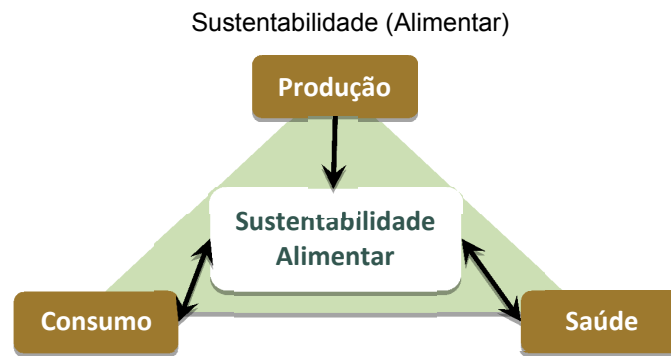 Sustentabilidade (Alimentar)
Produção
Sustentabilidade
Alimentar
Consumo
Saúde